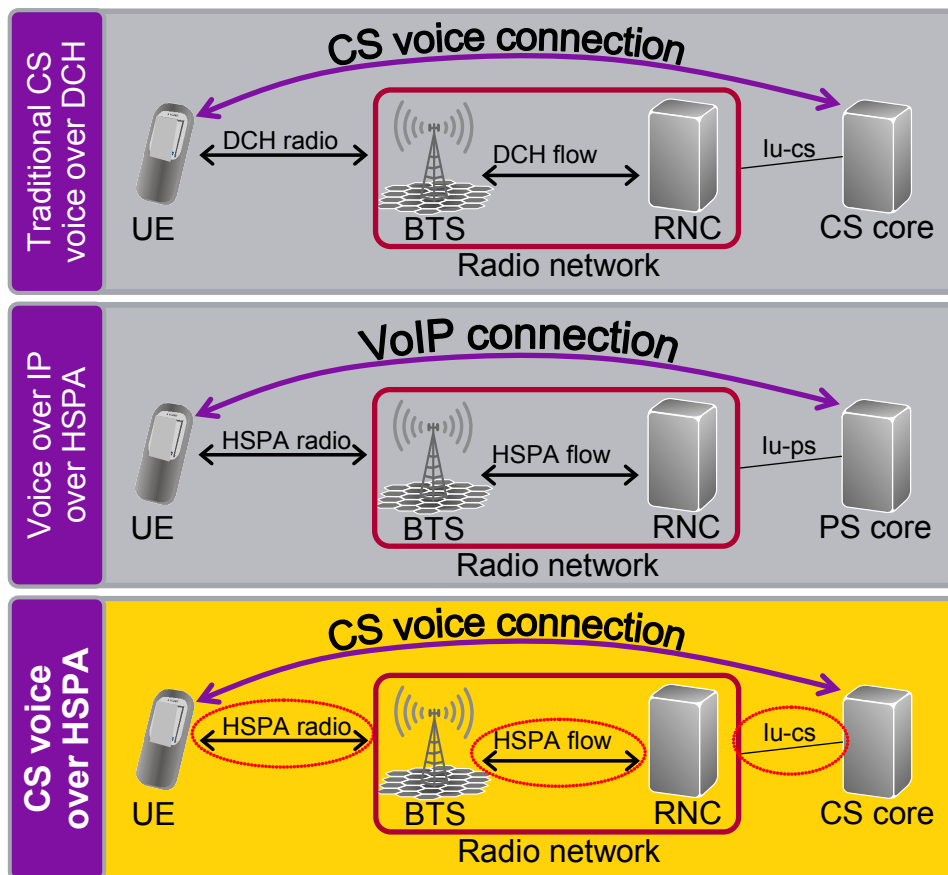 Traditional CS
voice over DCH
CS voice connection
DCH radio
DCH flow
Iu-cs
UE
BTS
RNC
CS core
Radio network
Voice over IP
over HSPA
VoIP connection
HSPA radio
HSPA flow
Iu-ps
UE
BTS
RNC
PS core
Radio network
CS voice
over HSPA
CS voice connection
HSPA radio
HSPA flow
Iu-cs
UE
BTS
RNC
CS core
Radio network